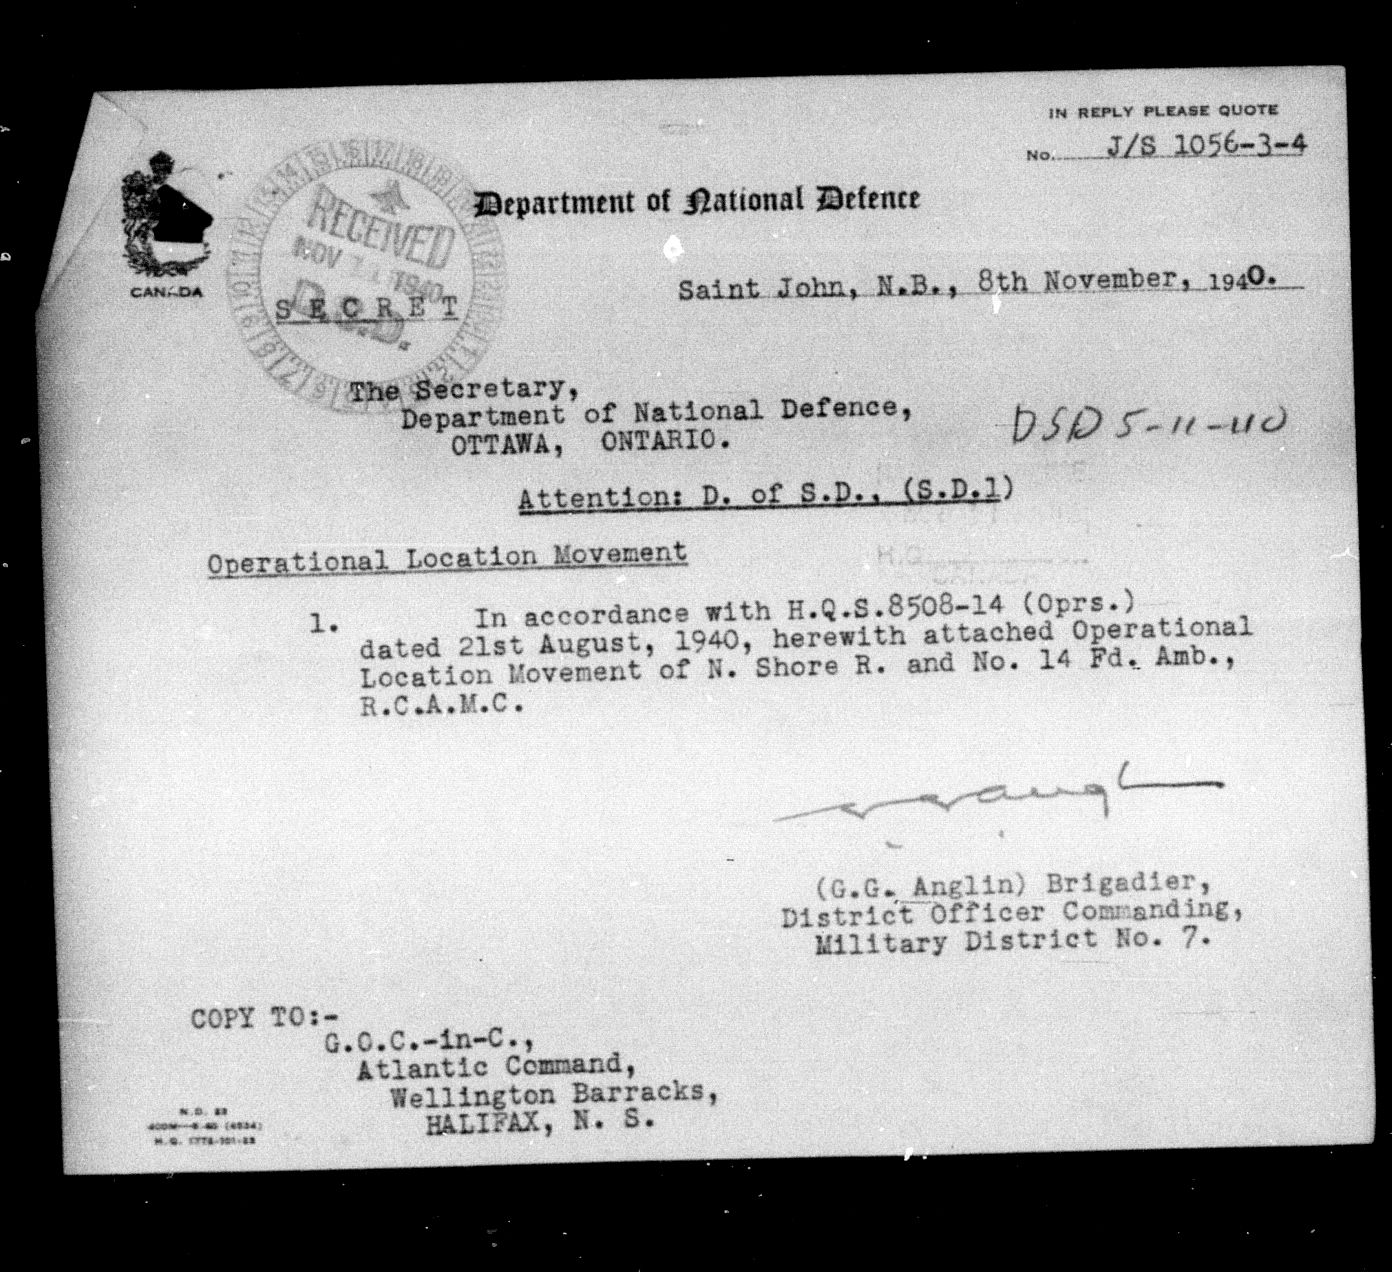 IN REPLY PLEASE QUOTE
No. J/S 1056-3-4
Department of National Defence
CANADA
RECEIVED
NOV 1940
D.S.D.
Saint John, N.B., 8th November, 1940.
SECRET
The Secretary,
Department of National Defence,
OTTAWA, ONTARIO.
DSD 5-11-40
Attention: D. of S.D., (S.D.1)
Operational Location Movement
H.Q.
1. In accordance with H.Q.S.8508-14 (Oprs.)
dated 21st August, 1940, herewith attached Operational
Location Movement of N. Shore R. and No. 14 Fd. Amb.,
R.C.A.M.C.
(G.G. Anglin) Brigadier,
District Officer Commanding,
Military District No. 7.
COPY TO:-
G.O.C.-in-C.,
Atlantic Command,
Wellington Barracks,
HALIFAX, N. S.
N.D.
H.Q.